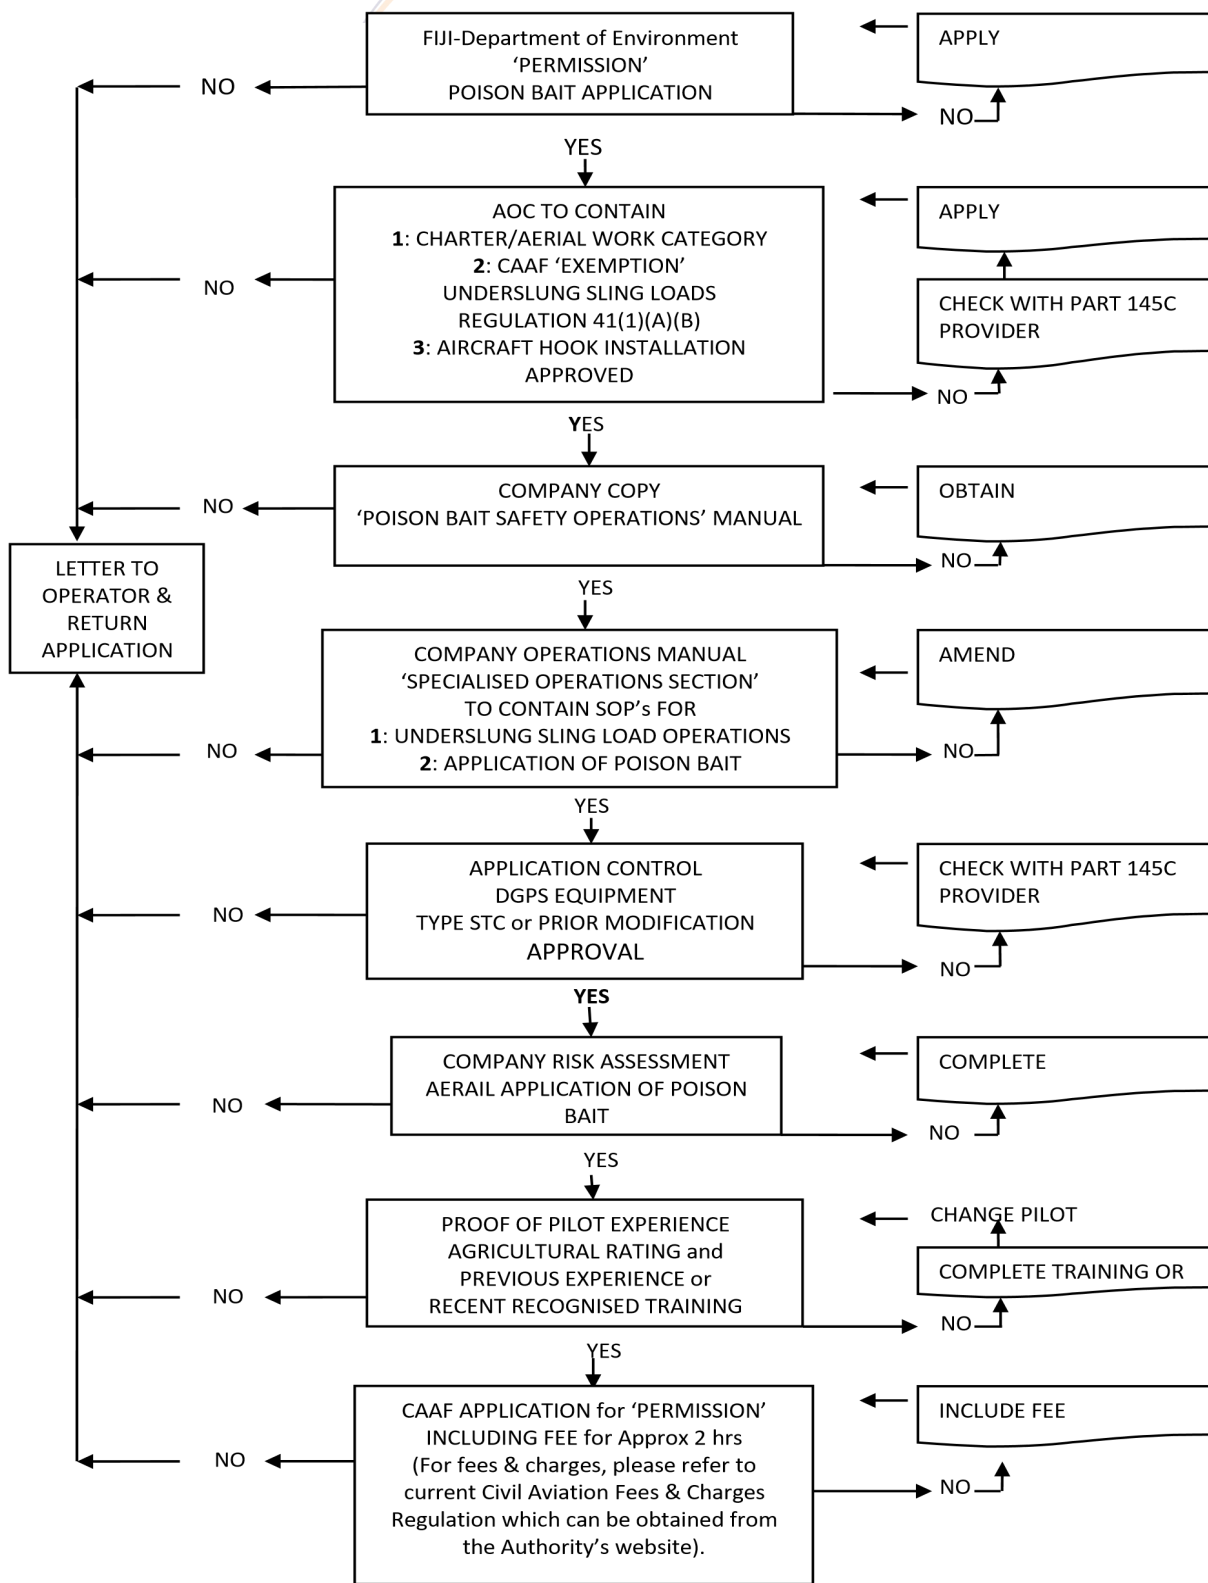 FIJI-Department of Environment
‘PERMISSION’
POISON BAIT APPLICATION
APPLY
NO
NO
YES
AOC TO CONTAIN
1: CHARTER/AERIAL WORK CATEGORY
2: CAAF ‘EXEMPTION’
UNDERSLUNG SLING LOADS
REGULATION 41(1)(A)(B)
3: AIRCRAFT HOOK INSTALLATION
APPROVED
APPLY
NO
CHECK WITH PART 145C
PROVIDER
NO
YES
COMPANY COPY
‘POISON BAIT SAFETY OPERATIONS’ MANUAL
OBTAIN
NO
NO
LETTER TO
OPERATOR &
RETURN
APPLICATION
YES
COMPANY OPERATIONS MANUAL
‘SPECIALISED OPERATIONS SECTION’
TO CONTAIN SOP's FOR
1: UNDERSLUNG SLING LOAD OPERATIONS
2: APPLICATION OF POISON BAIT
AMEND
NO
NO
YES
APPLICATION CONTROL
DGPS EQUIPMENT
TYPE STC or PRIOR MODIFICATION
APPROVAL
CHECK WITH PART 145C
PROVIDER
NO
NO
YES
COMPANY RISK ASSESSMENT
AERAIL APPLICATION OF POISON
BAIT
COMPLETE
NO
NO
YES
PROOF OF PILOT EXPERIENCE
AGRICULTURAL RATING and
PREVIOUS EXPERIENCE or
RECENT RECOGNISED TRAINING
CHANGE PILOT
COMPLETE TRAINING OR
NO
NO
YES
CAAF APPLICATION for ‘PERMISSION’
INCLUDING FEE for Approx 2 hrs
(For fees & charges, please refer to
current Civil Aviation Fees & Charges
Regulation which can be obtained from
the Authority’s website).
INCLUDE FEE
NO
NO